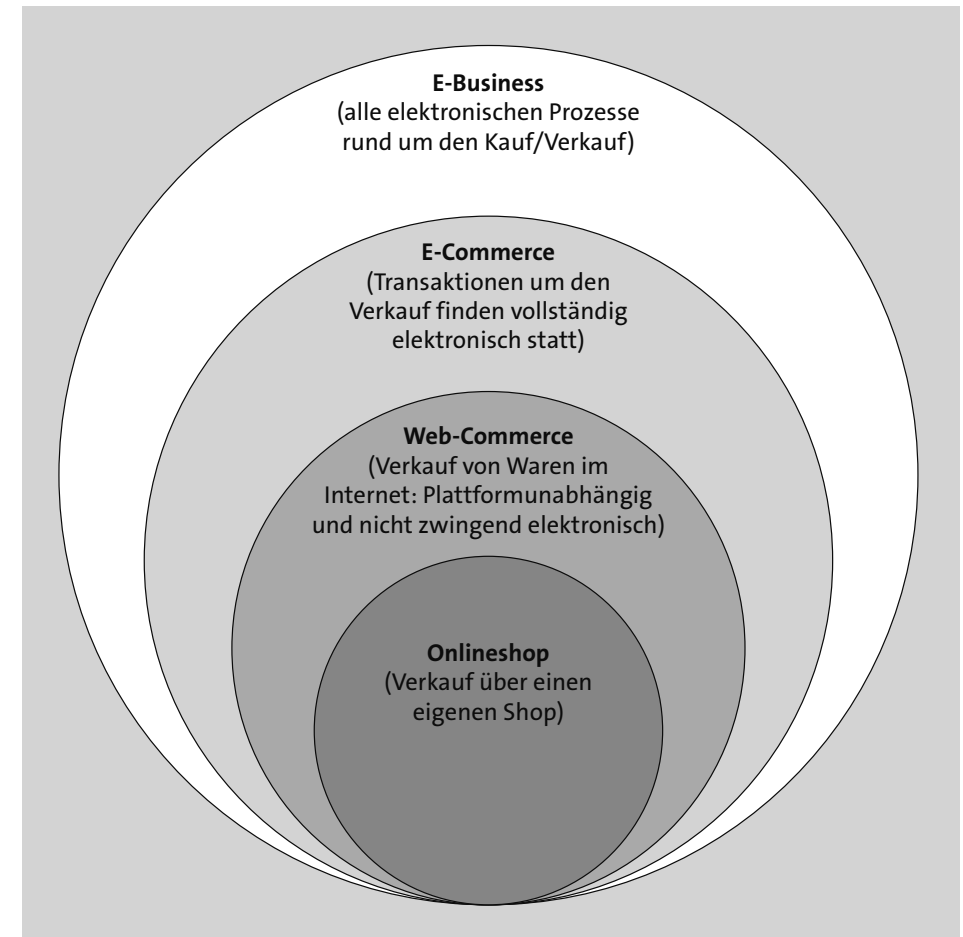 E-Business
(alle elektronischen Prozesse
rund um den Kauf/Verkauf)
E-Commerce
(Transaktionen um den
Verkauf finden vollständig
elektronisch statt)
Web-Commerce
(Verkauf von Waren im
Internet: Plattformunabhängig
und nicht zwingend elektronisch)
Onlineshop
(Verkauf über einen
eigenen Shop)